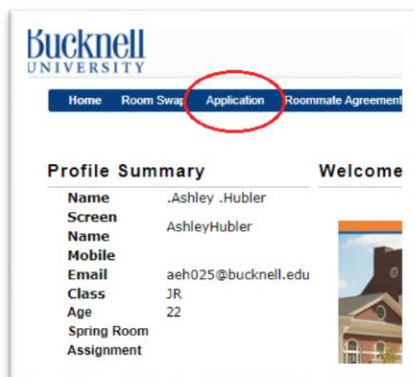 Bucknell
UNIVERSITY
Home Room Swap Application Roommate Agreement
Profile Summary Welcome
Name .Ashley .Hubler
Screen Name AshleyHubler
Mobile
Email aeh025@bucknell.edu
Class JR
Age 22
Spring Room
Assignment